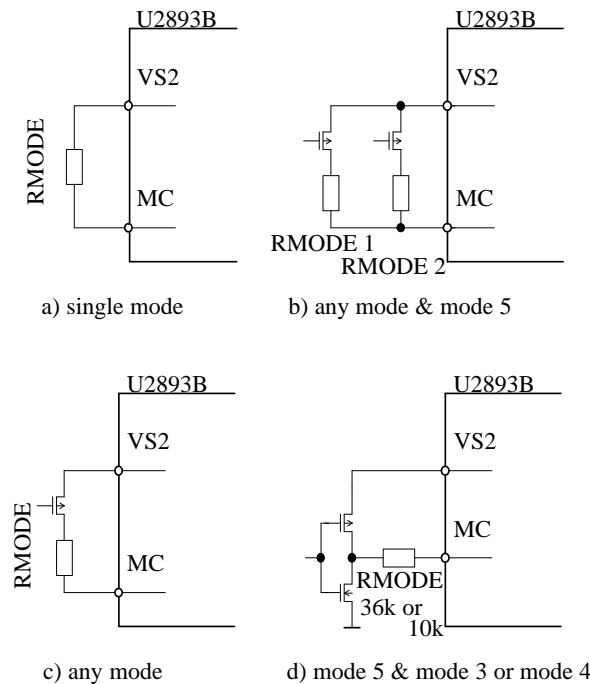 U2893B
VS2
RMODE
MC
a) single mode
U2893B
VS2
MC
RMODE 1
RMODE 2
b) any mode & mode 5
U2893B
VS2
RMODE
MC
c) any mode
U2893B
VS2
MC
RMODE
36k or
10k
d) mode 5 & mode 3 or mode 4